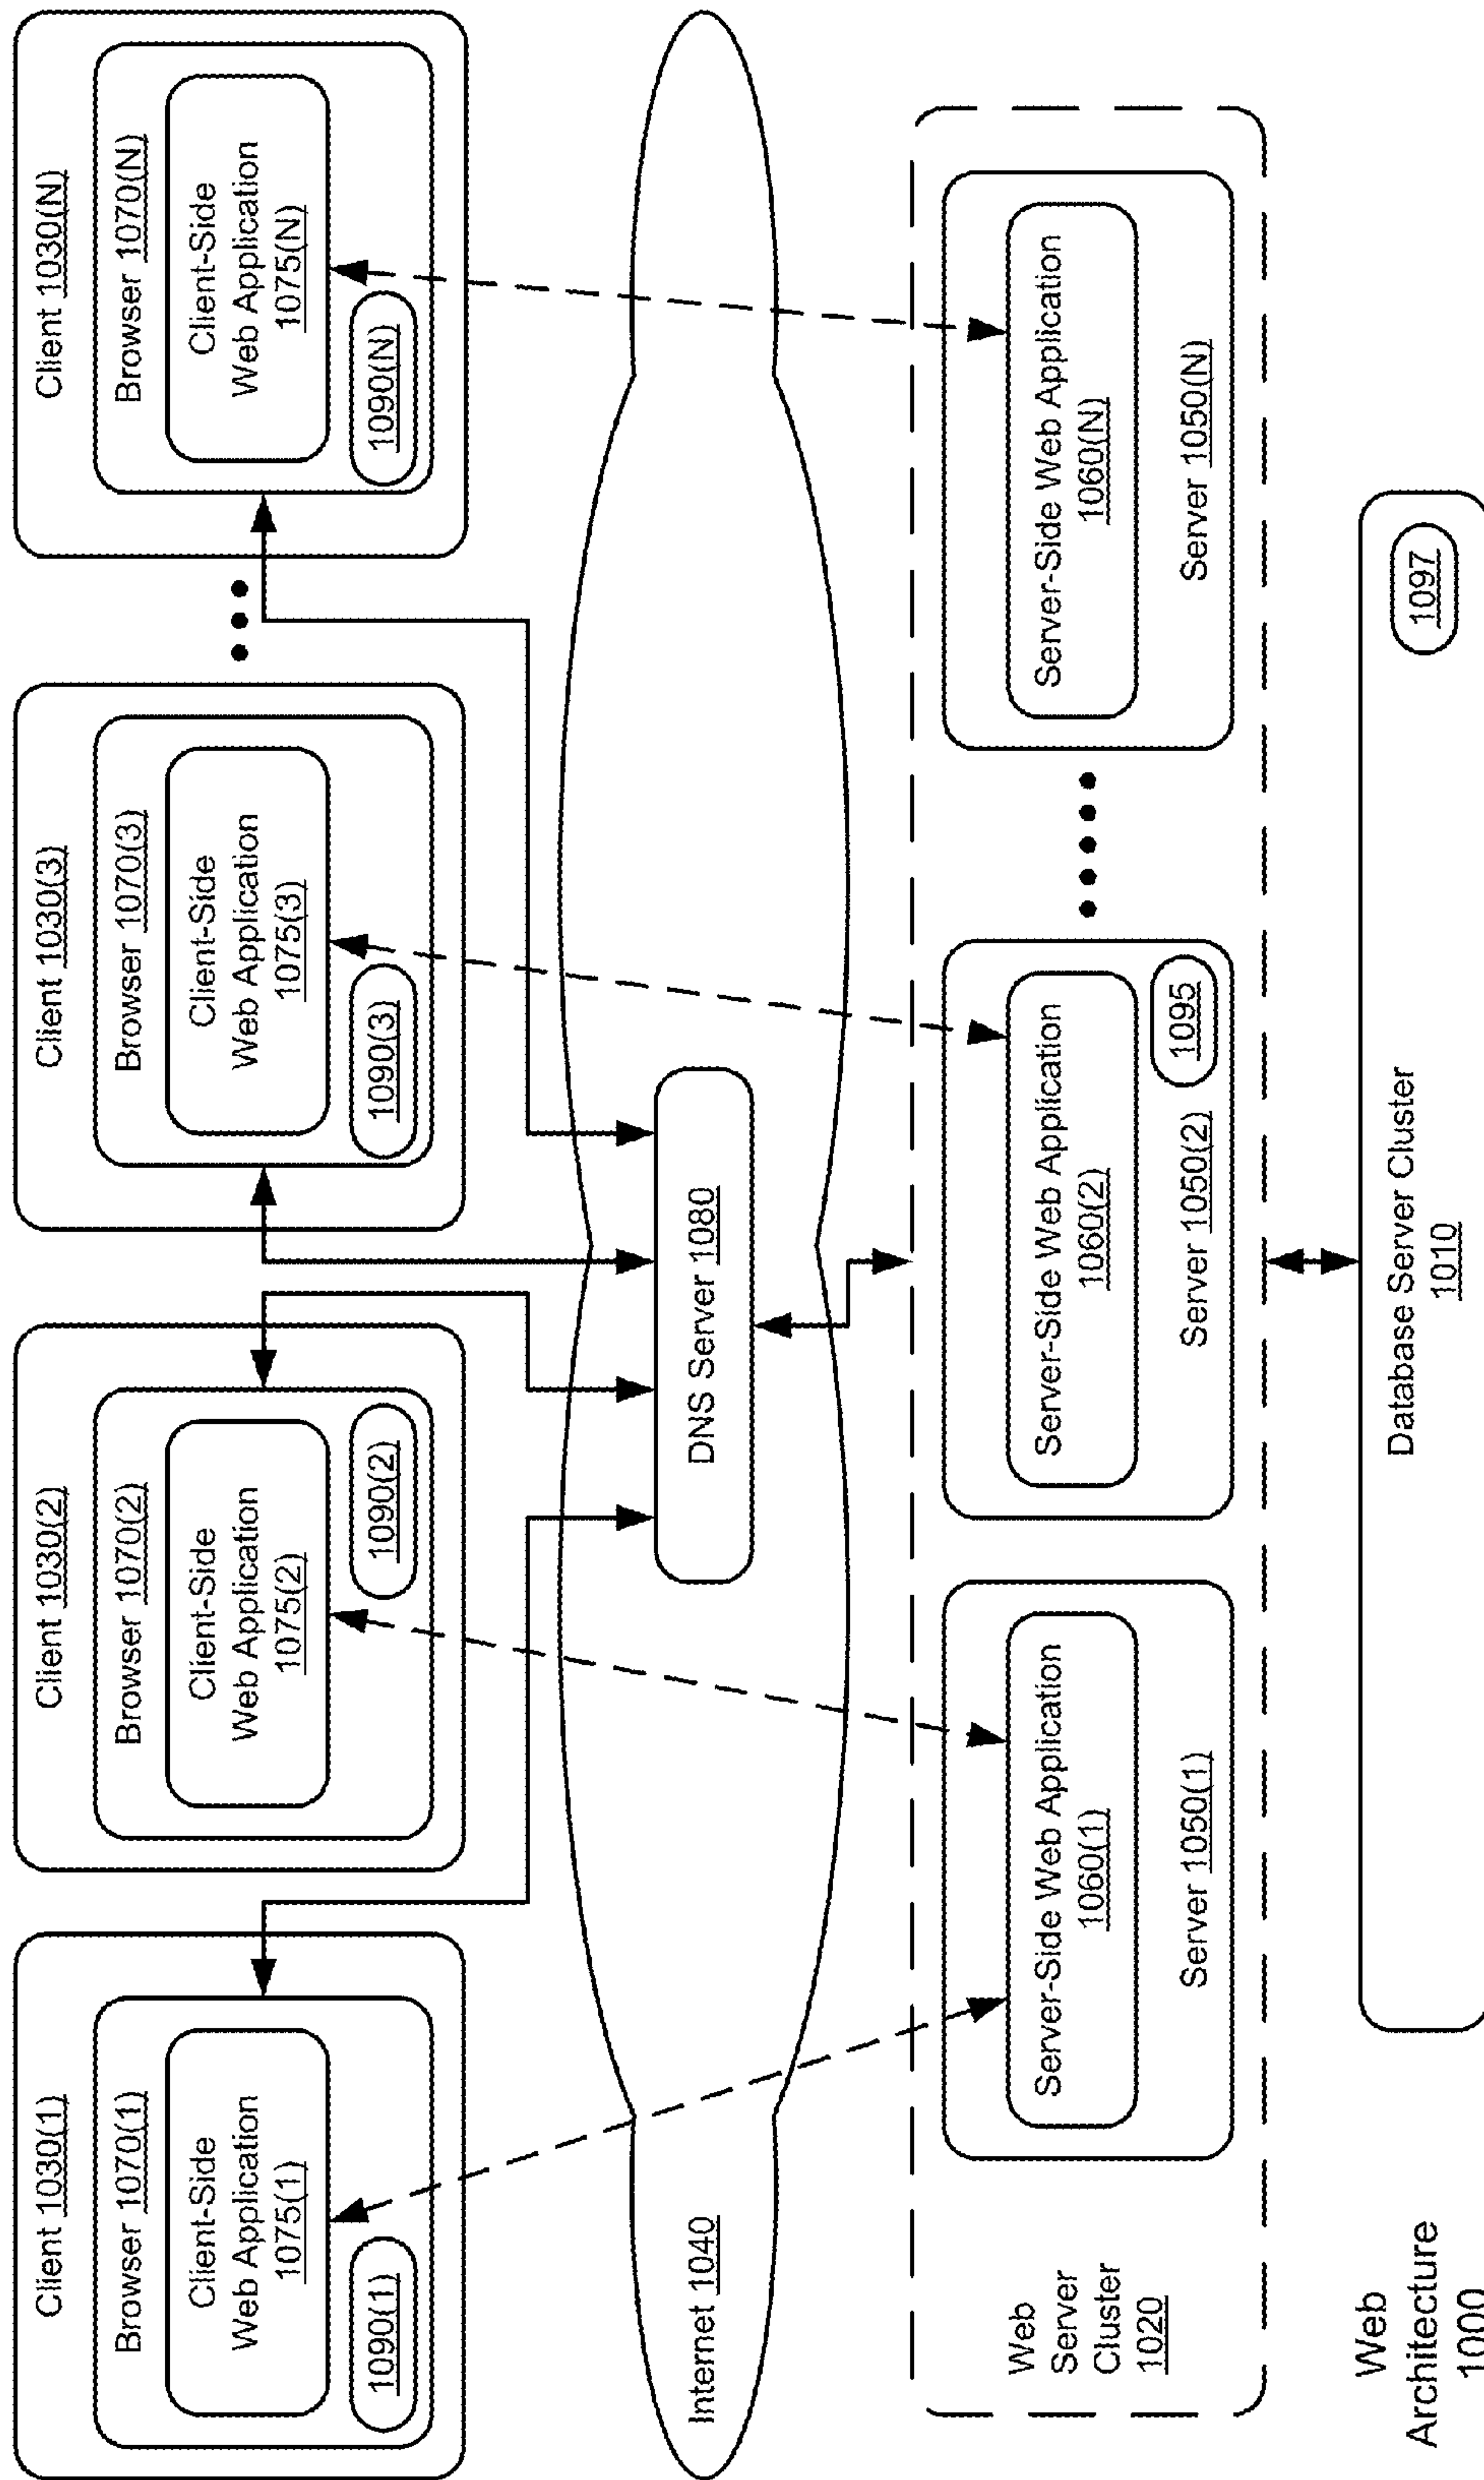 Client 1030(1)
Browser 1070(1)
Client-Side
Web Application
1075(1)
1090(1)
Client 1030(2)
Browser 1070(2)
Client-Side
Web Application
1075(2)
1090(2)
Client 1030(3)
Browser 1070(3)
Client-Side
Web Application
1075(3)
1090(3)
Client 1030(N)
Browser 1070(N)
Client-Side
Web Application
1075(N)
1090(N)
Internet 1040
DNS Server 1080
Web
Server
Cluster
1020
Server-Side Web Application
1060(1)
Server 1050(1)
Server-Side Web Application
1060(2)
Server 1050(2)
1095
Server-Side Web Application
1060(N)
Server 1050(N)
Database Server Cluster
1010
1097
Web
Architecture
1000